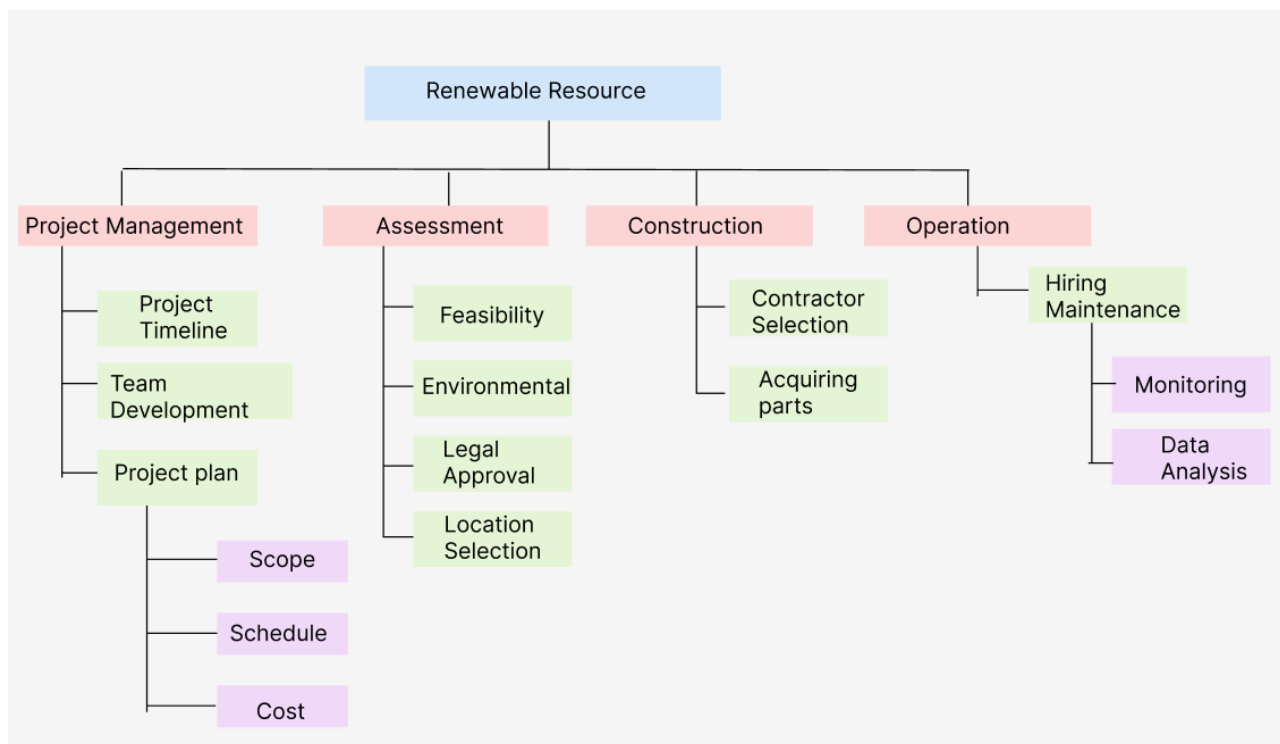 Renewable Resource
Project Management
Assessment
Construction
Operation
Project
Timeline
Team
Development
Project plan
Scope
Schedule
Cost
Feasibility
Environmental
Legal
Approval
Location
Selection
Contractor
Selection
Acquiring
parts
Hiring
Maintenance
Monitoring
Data
Analysis